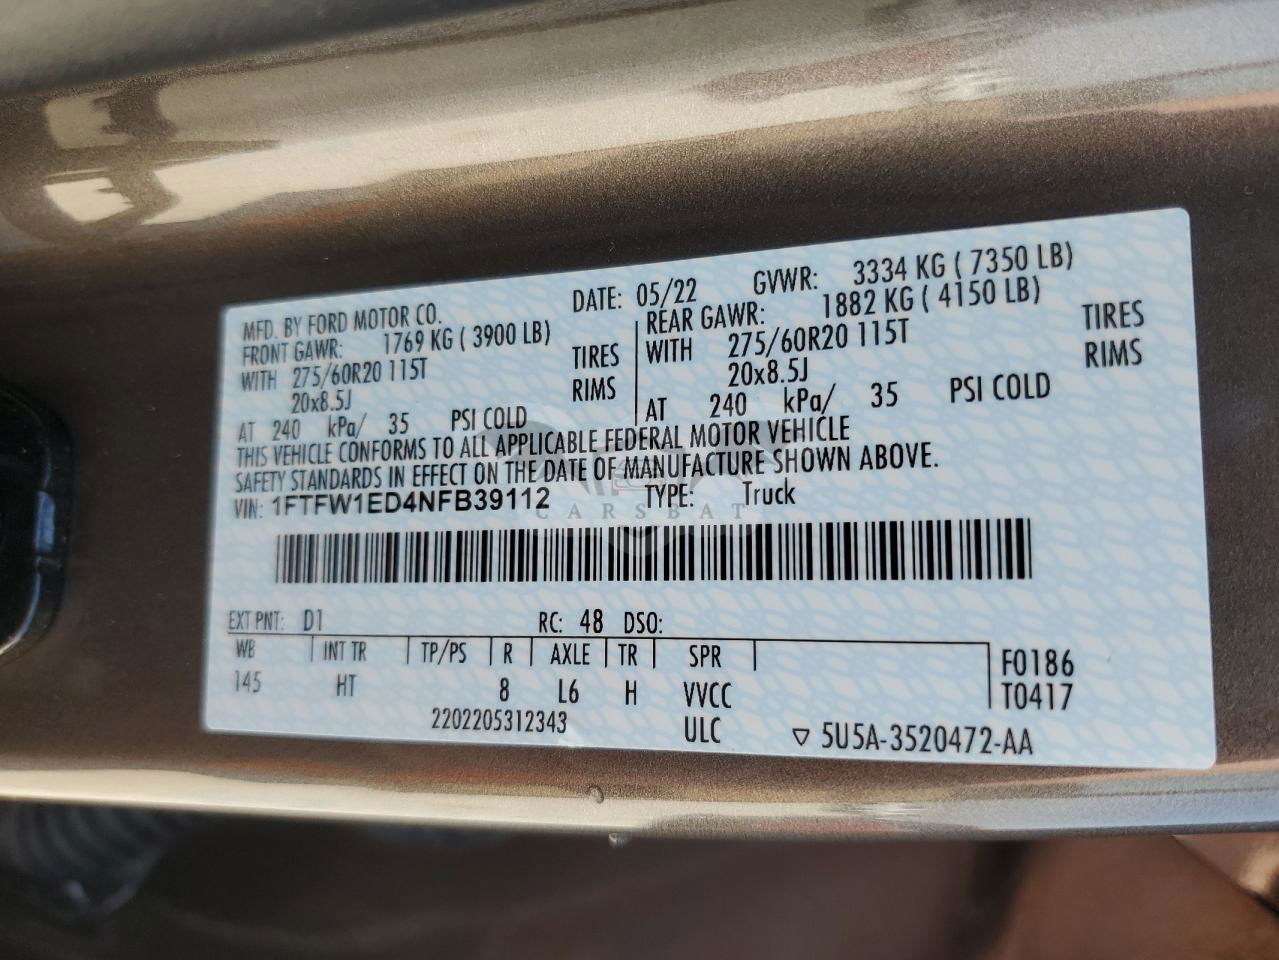 MFD. BY FORD MOTOR CO. DATE: 05/22 GVWR: 3334 KG ( 7350 LB)
FRONT GAWR: 1769 KG ( 3900 LB) REAR GAWR: 1882 KG ( 4150 LB)
WITH 275/60R20 115T TIRES WITH 275/60R20 115T TIRES
20x8.5J RIMS 20x8.5J RIMS
AT 240 kPa/ 35 PSI COLD AT 240 kPa/ 35 PSI COLD
THIS VEHICLE CONFORMS TO ALL APPLICABLE FEDERAL MOTOR VEHICLE
SAFETY STANDARDS IN EFFECT ON THE DATE OF MANUFACTURE SHOWN ABOVE.
VIN: 1FTFW1ED4NFB39112 TYPE: Truck
CARSBAT
EXT PNT: D1 RC: 48 DSO:
WB INT TR TP/PS R AXLE TR SPR F0186
145 HT 8 L6 H VVCC T0417
2202205312343 ULC ▽ 5U5A-3520472-AA